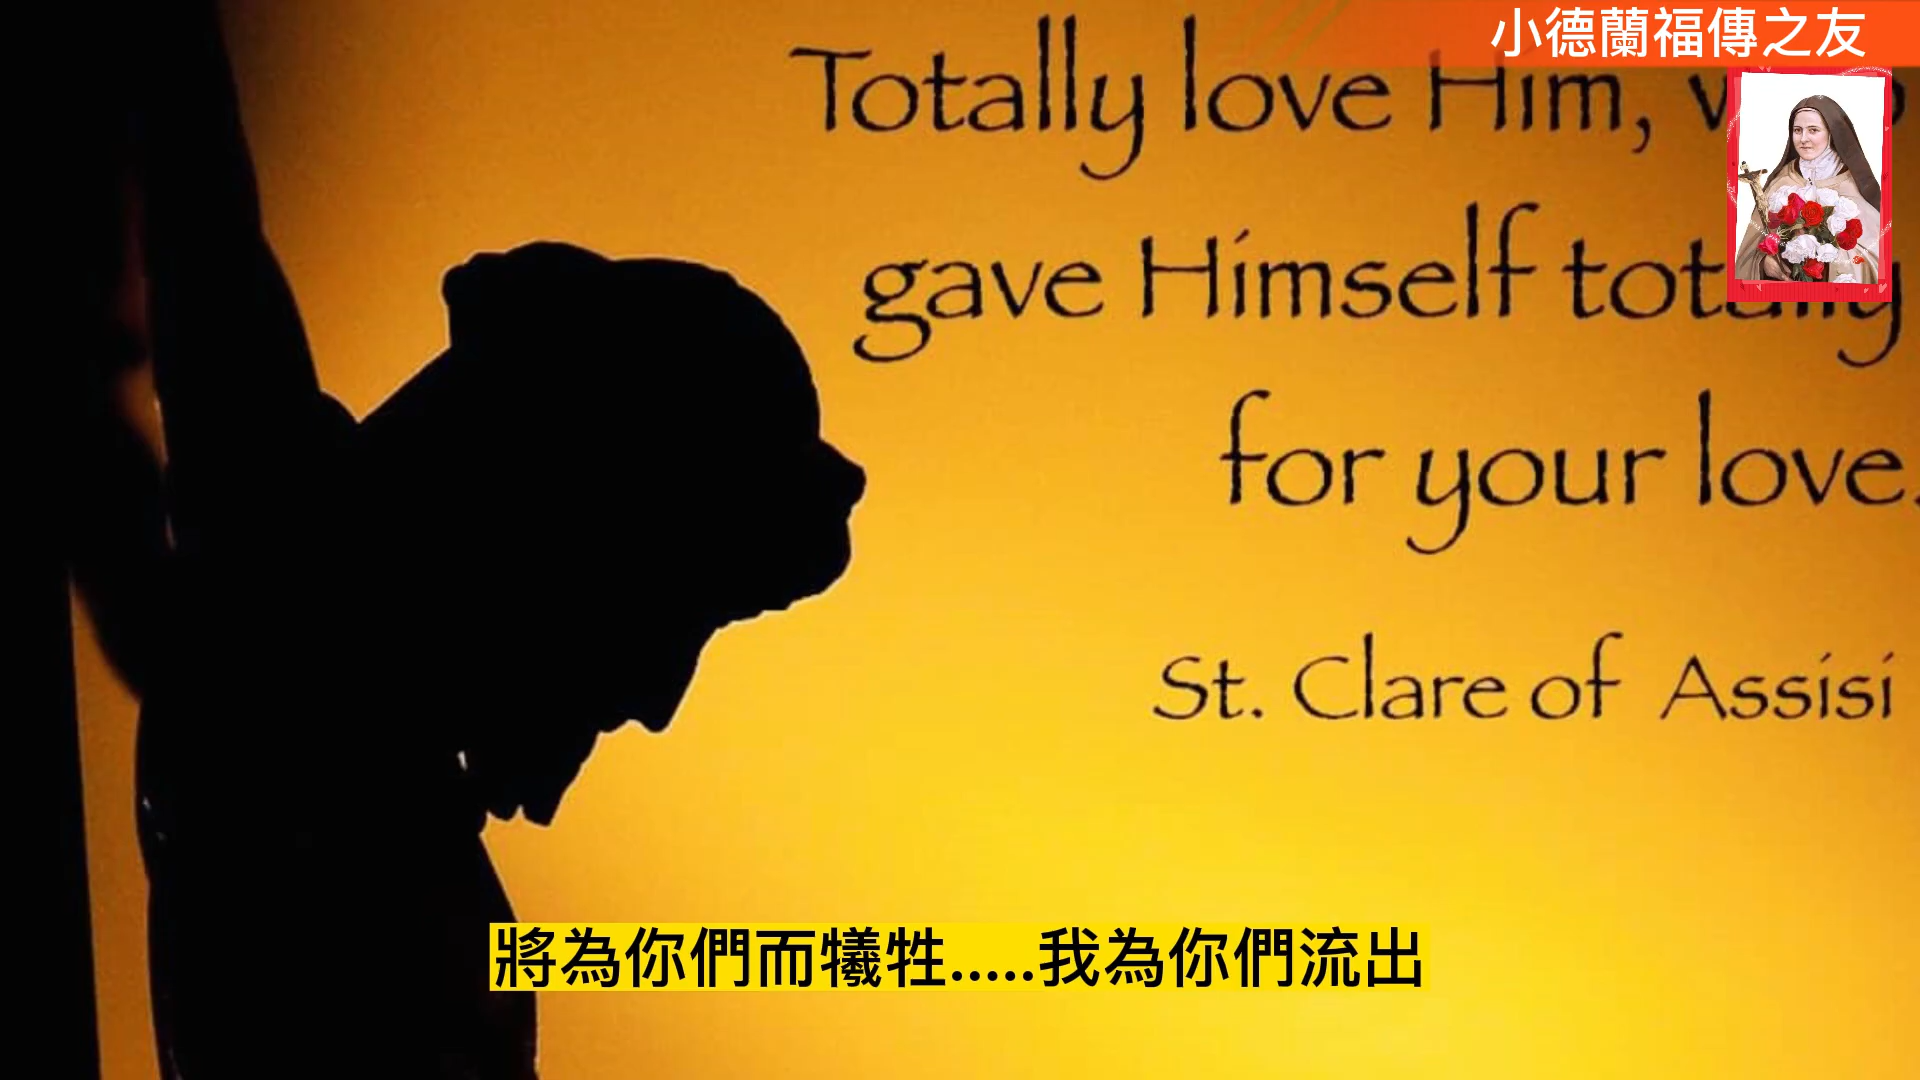 小德蘭福傳之友
Totally love Him,
gave Himself totally
for your love.
St. Clare of Assisi
將為你們而犧牲.....我為你們流出